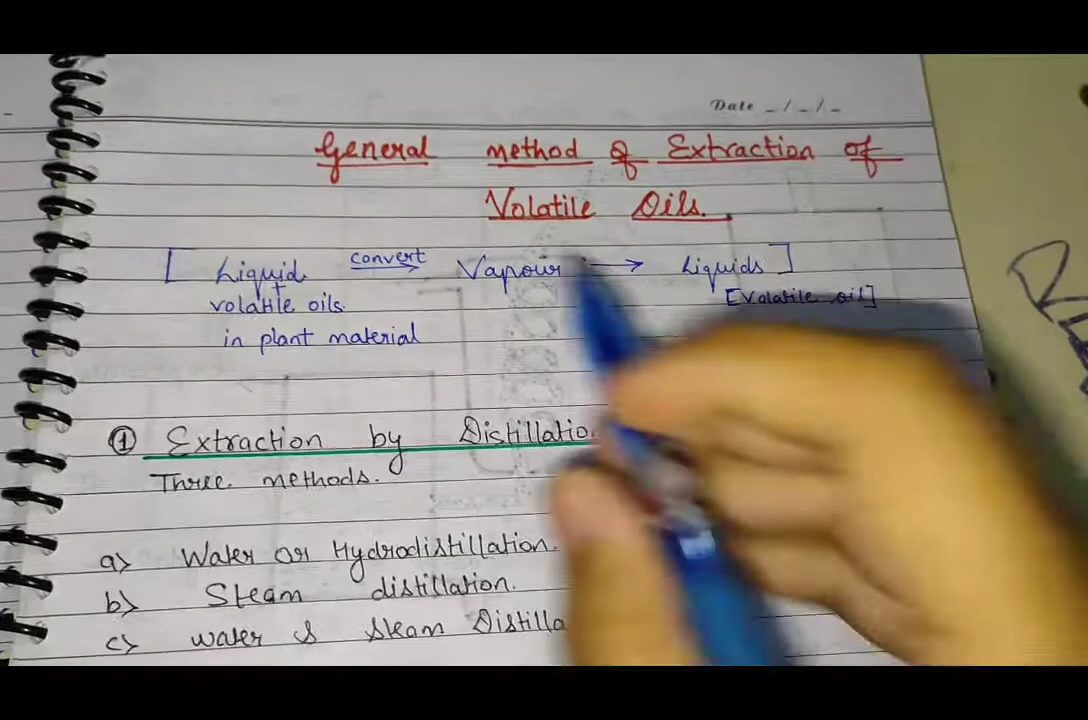 Date _/_/_
General method of Extraction of
Volatile Oils.
[ Liquid convert → Vapour → Liquids ]
+
volatile oils [Volatile oil]
in plant material
① Extraction by Distillatio
Three methods.
a) Water or Hydrodistillation.
b) Steam distillation.
c) water & Steam Distilla